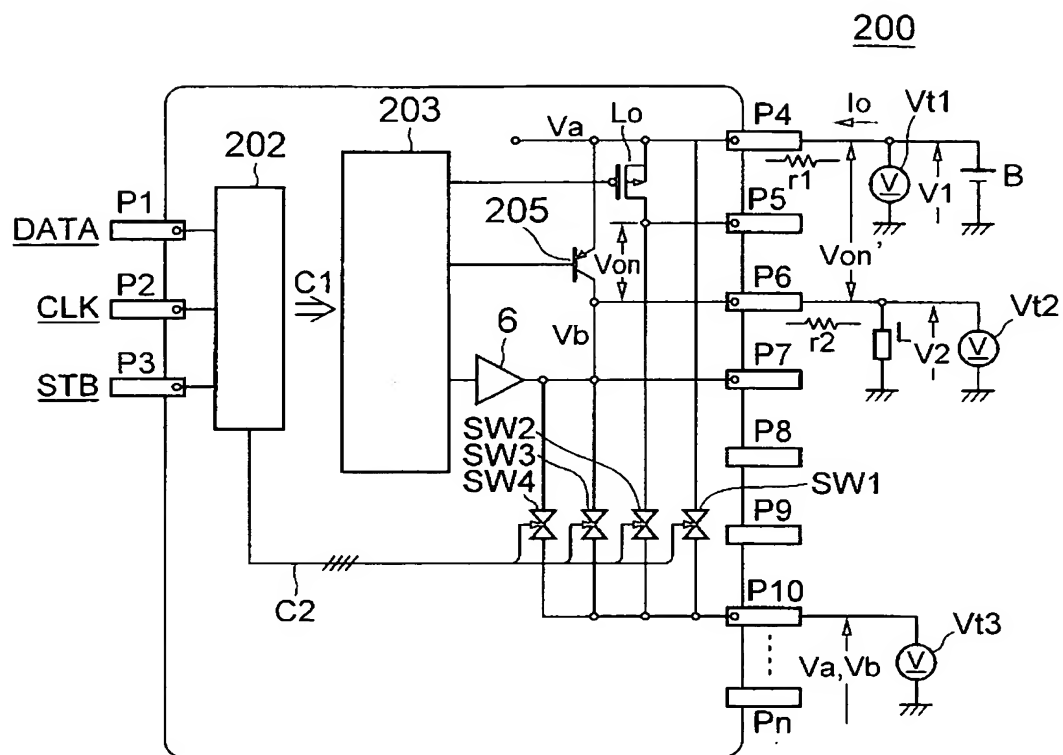 200
203
202
P1
DATA
P2
CLK
P3
STB
C1
Va
Lo
205
Von
Vb
6
SW2
SW3
SW4
SW1
C2
P4
Io
Vt1
r1
V1
B
P5
Von'
P6
r2
L
V2
Vt2
V
V
P7
P8
P9
P10
Va,Vb
Vt3
V
Pn